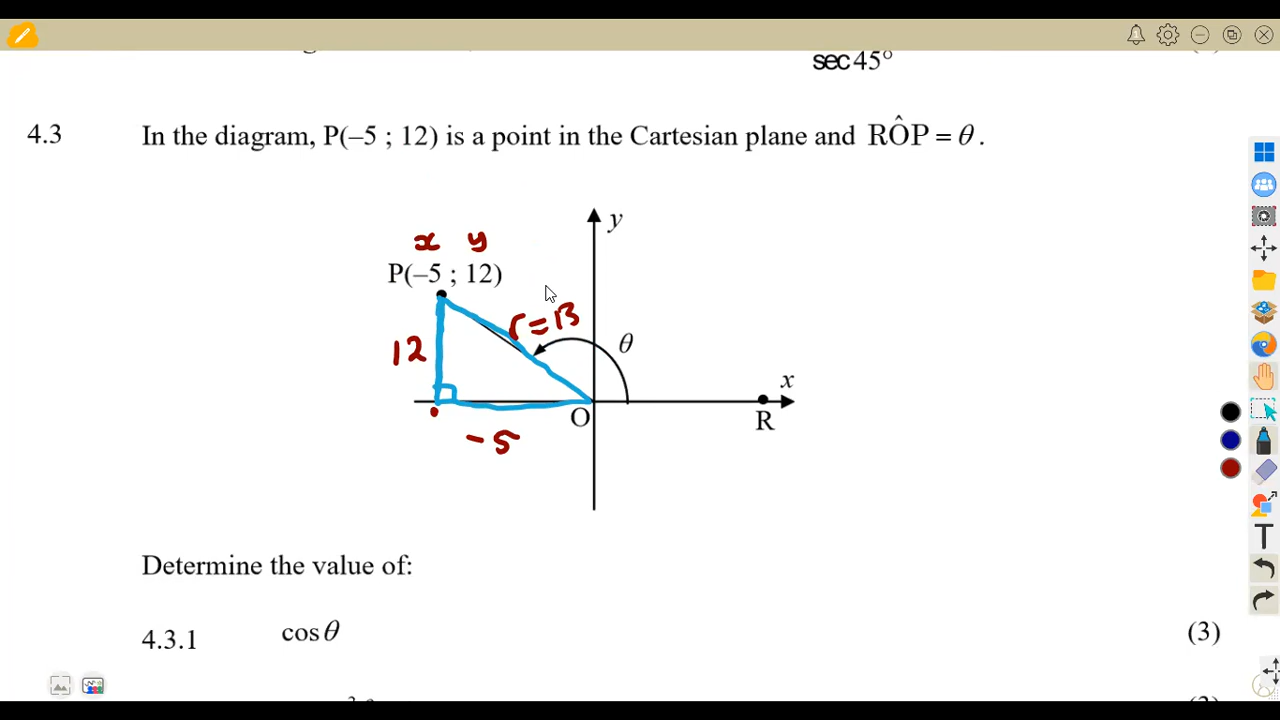 sec 45°
4.3 In the diagram, P(–5 ; 12) is a point in the Cartesian plane and RÔP = θ .
y
x y
P(–5 ; 12)
r = 13
θ
12
x
O
R
-5
Determine the value of:
4.3.1 cos θ (3)
T